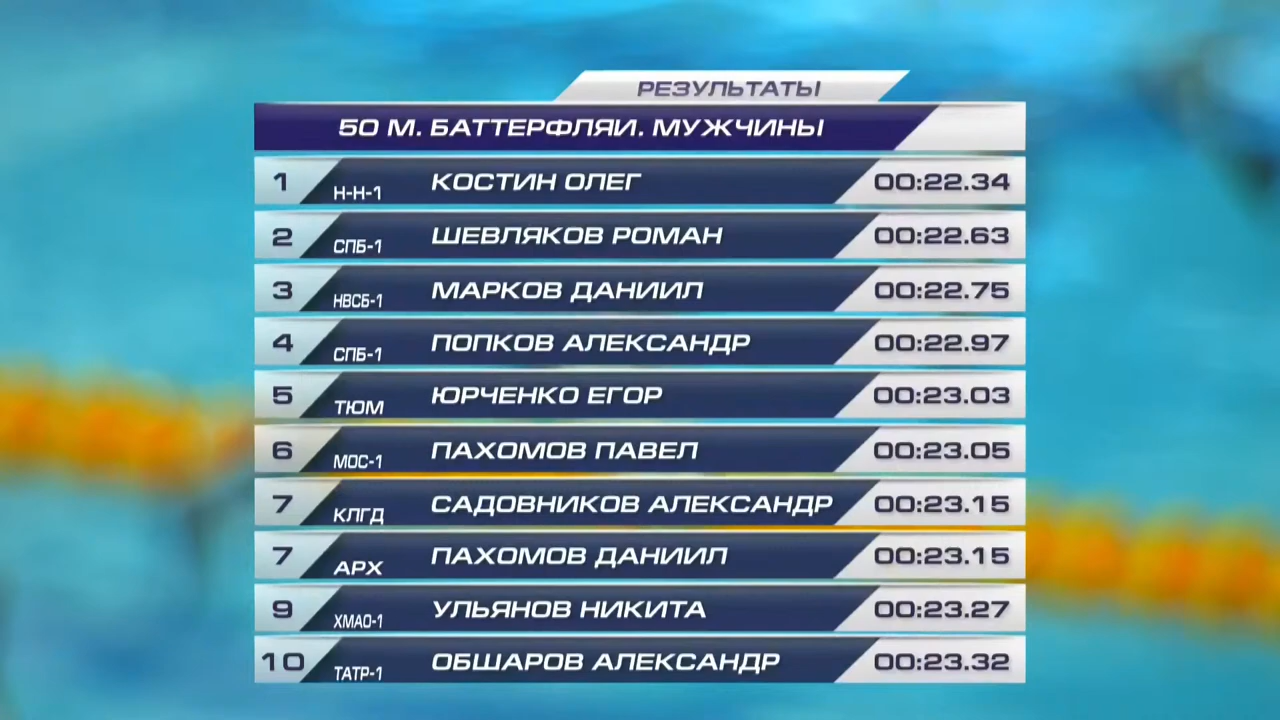 РЕЗУЛЬТАТЫ
50 М. БАТТЕРФЛЯИ. МУЖЧИНЫ
1 Н-Н-1 КОСТИН ОЛЕГ 00:22.34
2 СПБ-1 ШЕВЛЯКОВ РОМАН 00:22.63
3 НВСБ-1 МАРКОВ ДАНИИЛ 00:22.75
4 СПБ-1 ПОПКОВ АЛЕКСАНДР 00:22.97
5 ТЮМ ЮРЧЕНКО ЕГОР 00:23.03
6 МОС-1 ПАХОМОВ ПАВЕЛ 00:23.05
7 КЛГД САДОВНИКОВ АЛЕКСАНДР 00:23.15
7 АРХ ПАХОМОВ ДАНИИЛ 00:23.15
9 ХМАО-1 УЛЬЯНОВ НИКИТА 00:23.27
10 ТАТР-1 ОБШАРОВ АЛЕКСАНДР 00:23.32